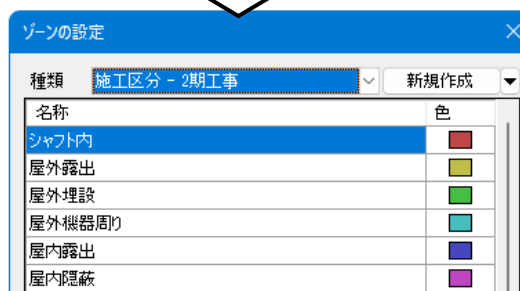 ゾーンの設定
種類 施工区分 - 2期工事 新規作成
名称 色
シャフト内
屋外露出
屋外埋設
屋外機器周り
屋内露出
屋内隠蔽